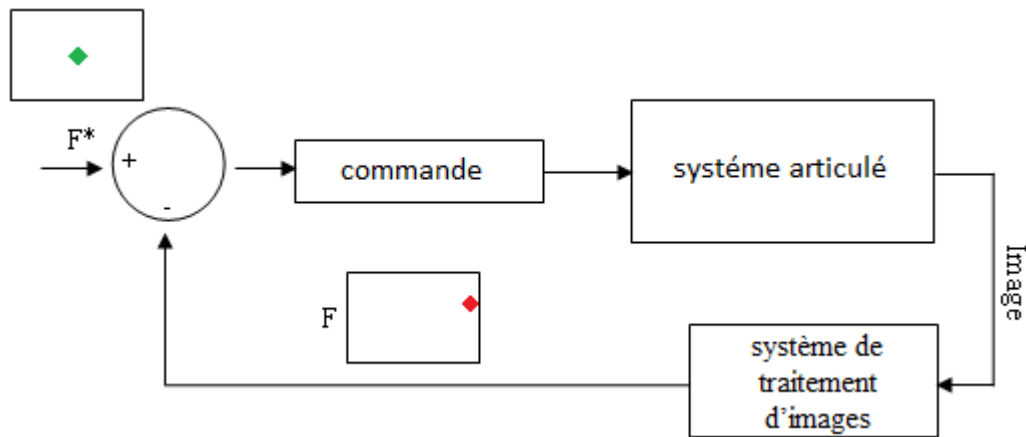 F*
+
-
commande
systéme articulé
Image
F
système de
traitement
d'images